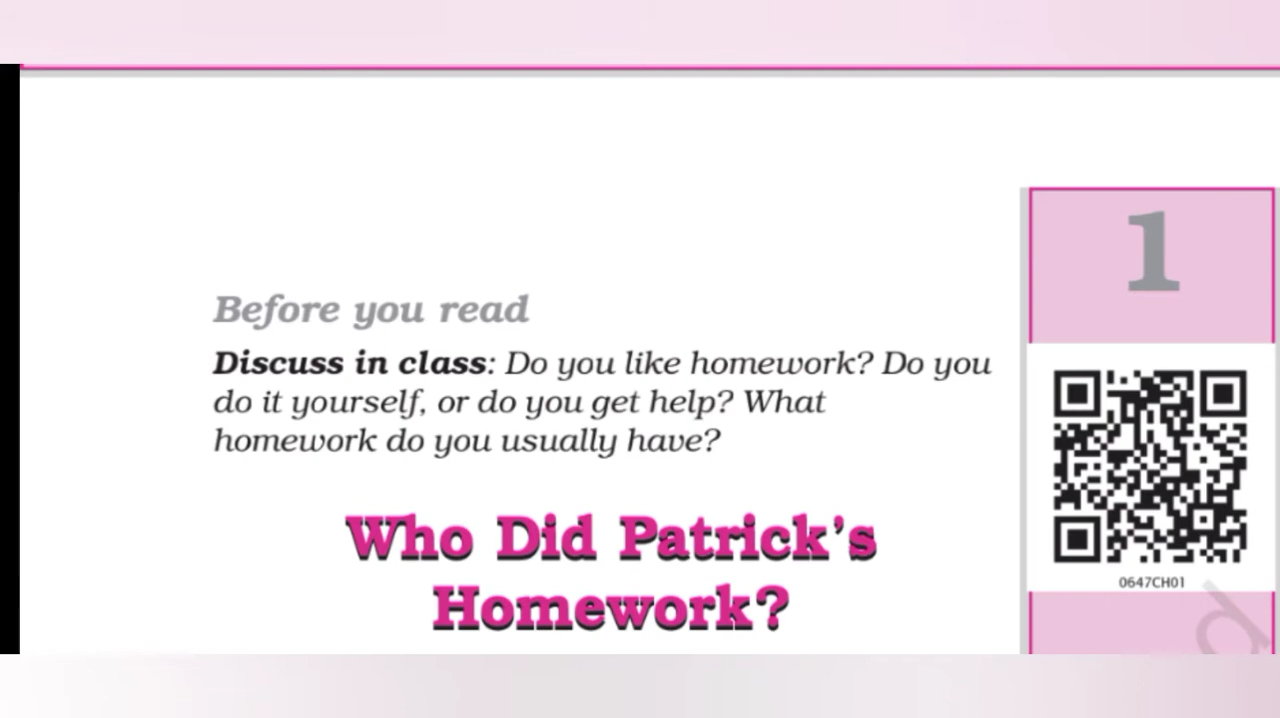 1
Before you read
Discuss in class: Do you like homework? Do you
do it yourself, or do you get help? What
homework do you usually have?
0647CH01
Who Did Patrick's
Homework?
d